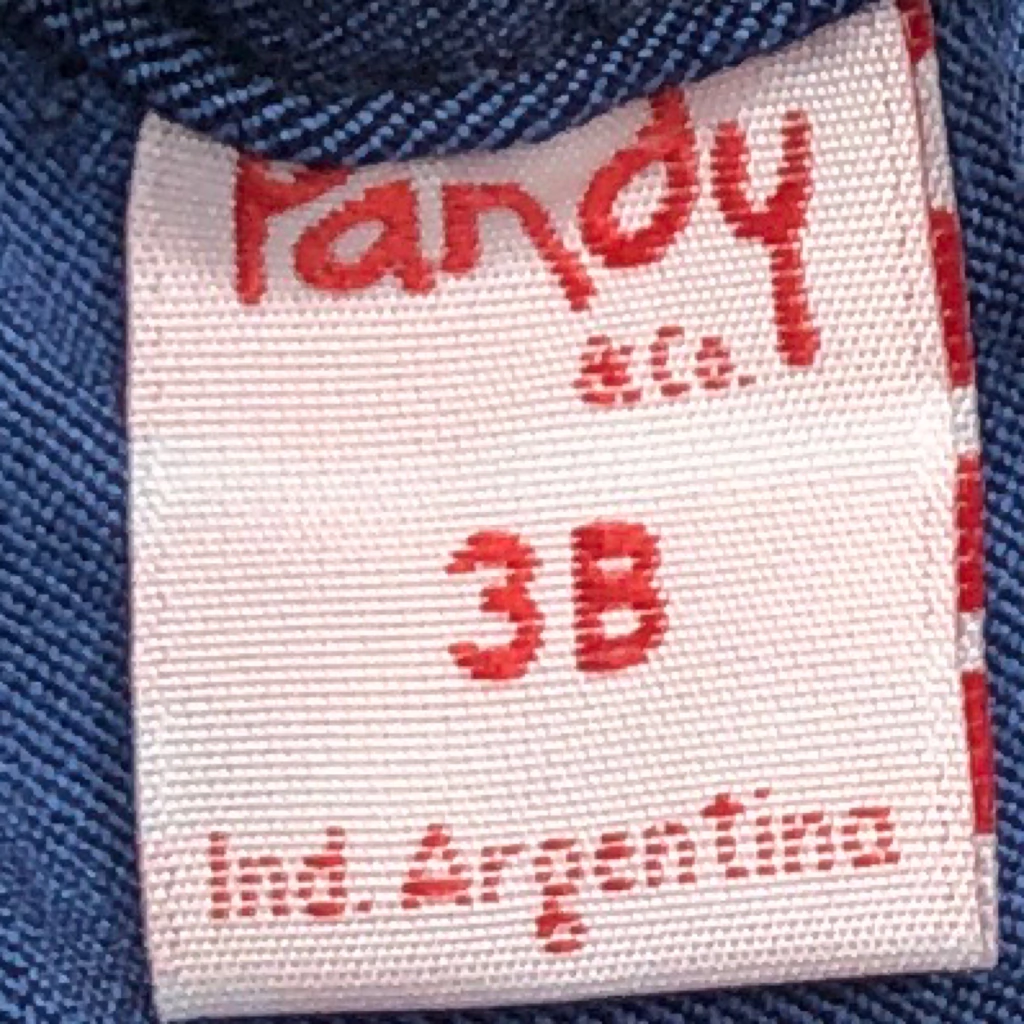 Pandy
& Co.
3B
Ind. Argentina